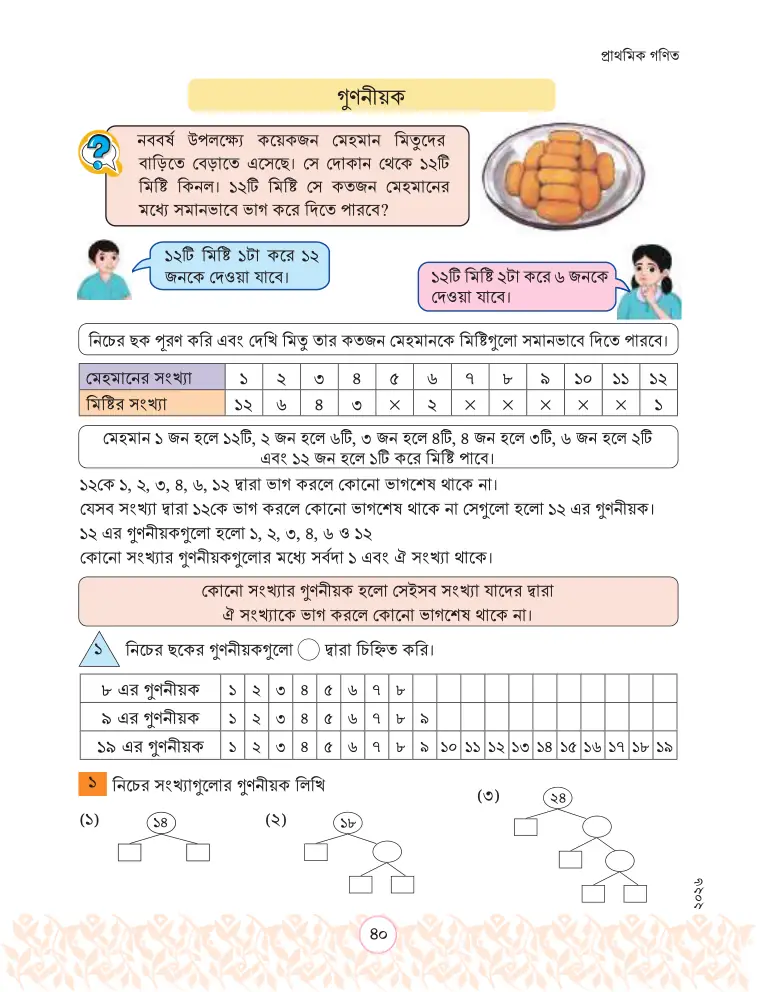 প্রাথমিক গণিত
গুণনীয়ক
নববর্ষ উপলক্ষ্যে কয়েকজন মেহমান মিতুদের
বাড়িতে বেড়াতে এসেছে। সে দোকান থেকে ১২টি
মিষ্টি কিনল। ১২টি মিষ্টি সে কতজন মেহমানের
মধ্যে সমানভাবে ভাগ করে দিতে পারবে?
১২টি মিষ্টি ১টা করে ১২
জনকে দেওয়া যাবে।
১২টি মিষ্টি ২টা করে ৬ জনকে
দেওয়া যাবে।
নিচের ছক পূরণ করি এবং দেখি মিতু তার কতজন মেহমানকে মিষ্টিগুলো সমানভাবে দিতে পারবে।
মেহমানের সংখ্যা ১ ২ ৩ ৪ ৫ ৬ ৭ ৮ ৯ ১০ ১১ ১২
মিষ্টির সংখ্যা ১২ ৬ ৪ ৩ × ২ × × × × × ১
মেহমান ১ জন হলে ১২টি, ২ জন হলে ৬টি, ৩ জন হলে ৪টি, ৪ জন হলে ৩টি, ৬ জন হলে ২টি
এবং ১২ জন হলে ১টি করে মিষ্টি পাবে।
১২কে ১, ২, ৩, ৪, ৬, ১২ দ্বারা ভাগ করলে কোনো ভাগশেষ থাকে না।
যেসব সংখ্যা দ্বারা ১২কে ভাগ করলে কোনো ভাগশেষ থাকে না সেগুলো হলো ১২ এর গুণনীয়ক।
১২ এর গুণনীয়কগুলো হলো ১, ২, ৩, ৪, ৬ ও ১২
কোনো সংখ্যার গুণনীয়কগুলোর মধ্যে সর্বদা ১ এবং ঐ সংখ্যা থাকে।
কোনো সংখ্যার গুণনীয়ক হলো সেইসব সংখ্যা যাদের দ্বারা
ঐ সংখ্যাকে ভাগ করলে কোনো ভাগশেষ থাকে না।
১ নিচের ছকের গুণনীয়কগুলো দ্বারা চিহ্নিত করি।
৮ এর গুণনীয়ক ১ ২ ৩ ৪ ৫ ৬ ৭ ৮
৯ এর গুণনীয়ক ১ ২ ৩ ৪ ৫ ৬ ৭ ৮ ৯
১৯ এর গুণনীয়ক ১ ২ ৩ ৪ ৫ ৬ ৭ ৮ ৯ ১০ ১১ ১২ ১৩ ১৪ ১৫ ১৬ ১৭ ১৮ ১৯
১ নিচের সংখ্যাগুলোর গুণনীয়ক লিখি
(১) ১৪
(২) ১৮
(৩) ২৪
২০২৬
৪০